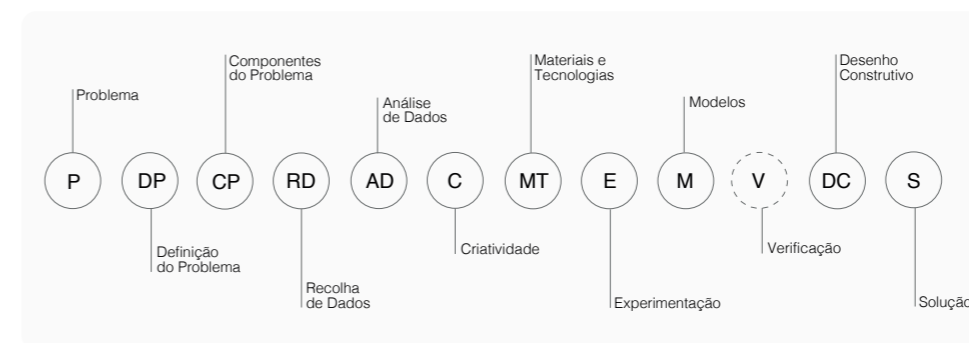 Componentes
do Problema
Materiais e
Tecnologias
Desenho
Construtivo
Problema
Análise
de Dados
Modelos
P
DP
CP
RD
AD
C
MT
E
M
V
DC
S
Definição
do Problema
Criatividade
Verificação
Recolha
de Dados
Experimentação
Solução